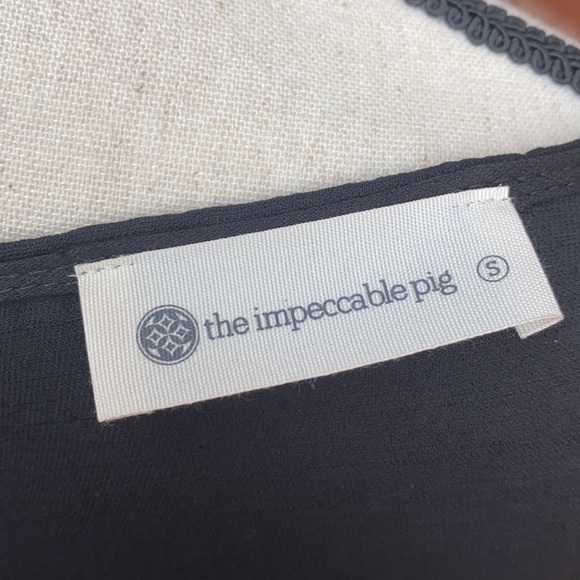 the impeccable pig S